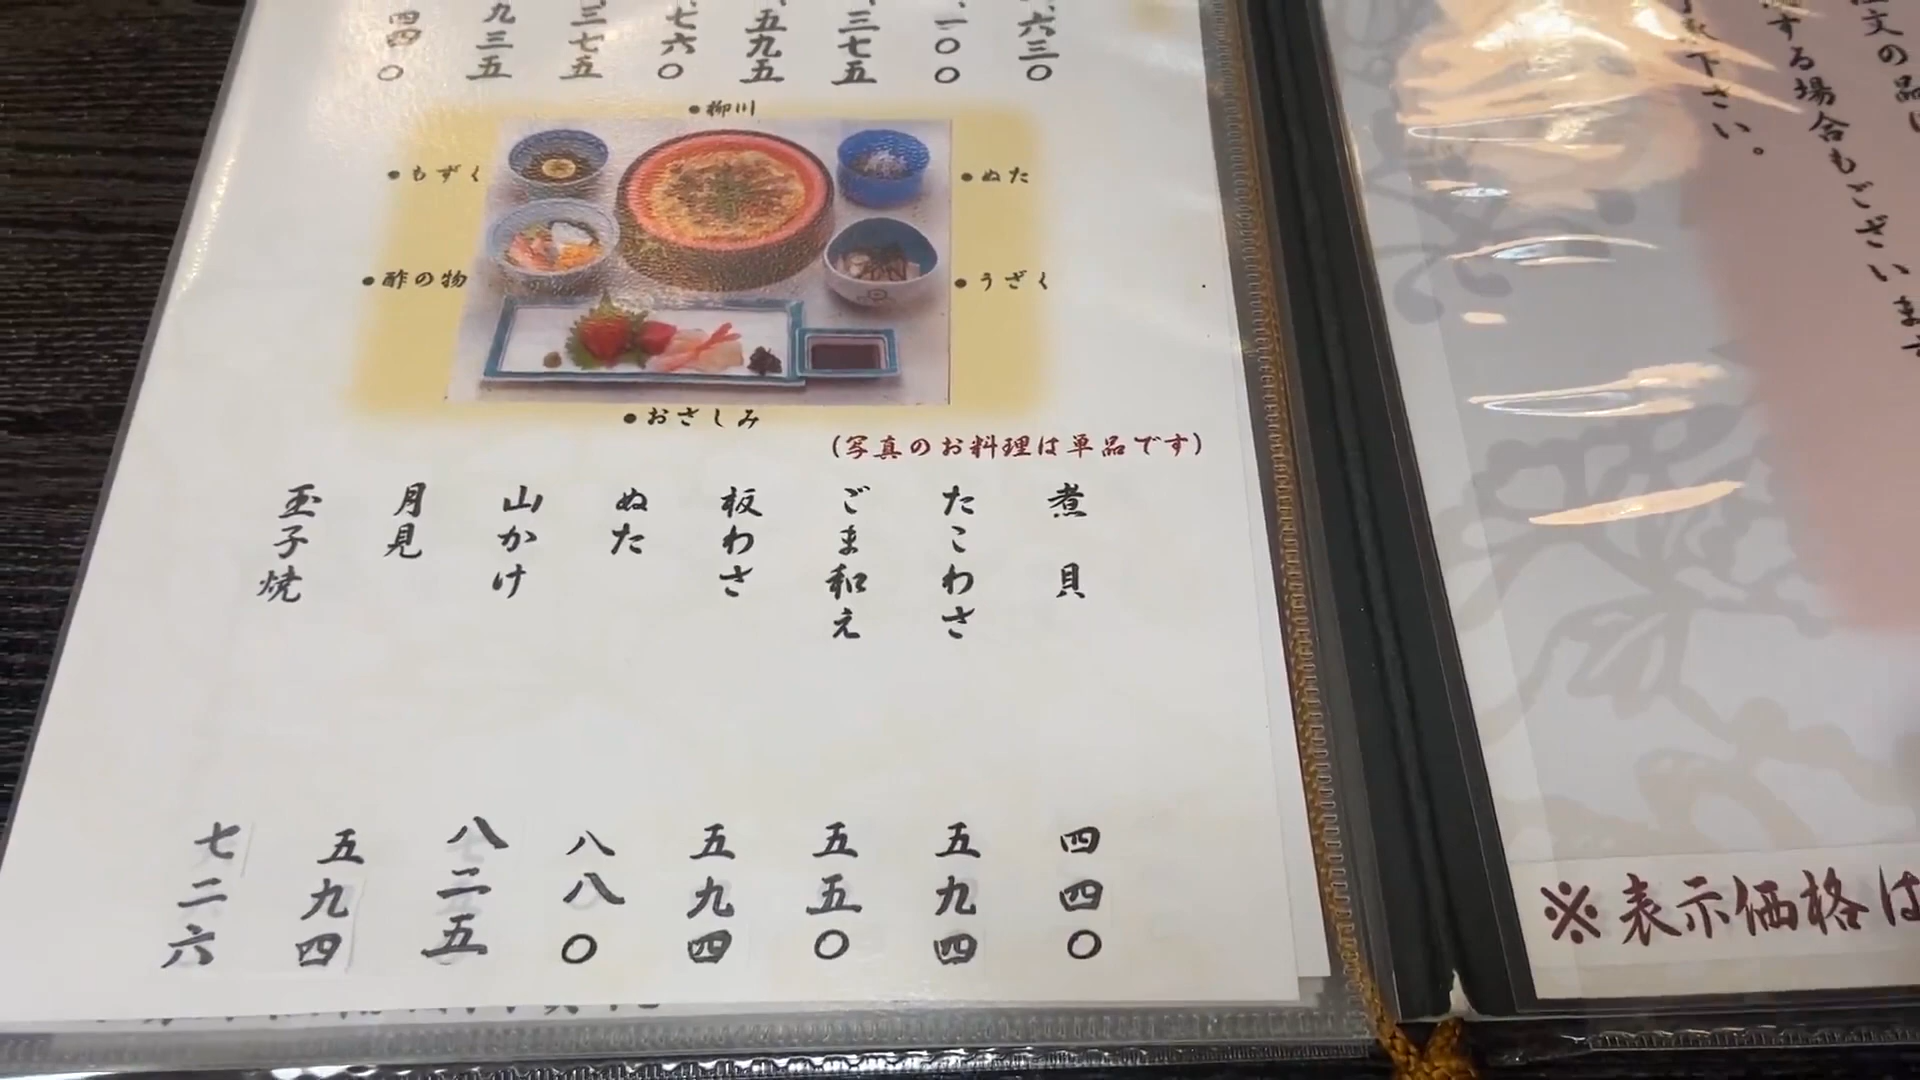 六三〇
一〇〇
三七五
五九五
七六〇
三七五
九三五
四四〇
●柳川
●もずく
●ぬた
●酢の物
●うざく
●おさしみ
(写真のお料理は単品です)
煮貝
たこわさ
ごま和え
板わさ
ぬた
山かけ
月見
玉子焼
四四〇
五九四
五五〇
五九四
八八〇
八二五
五九四
七二六
文の品
する場合もございます
下さい。
※表示価格は